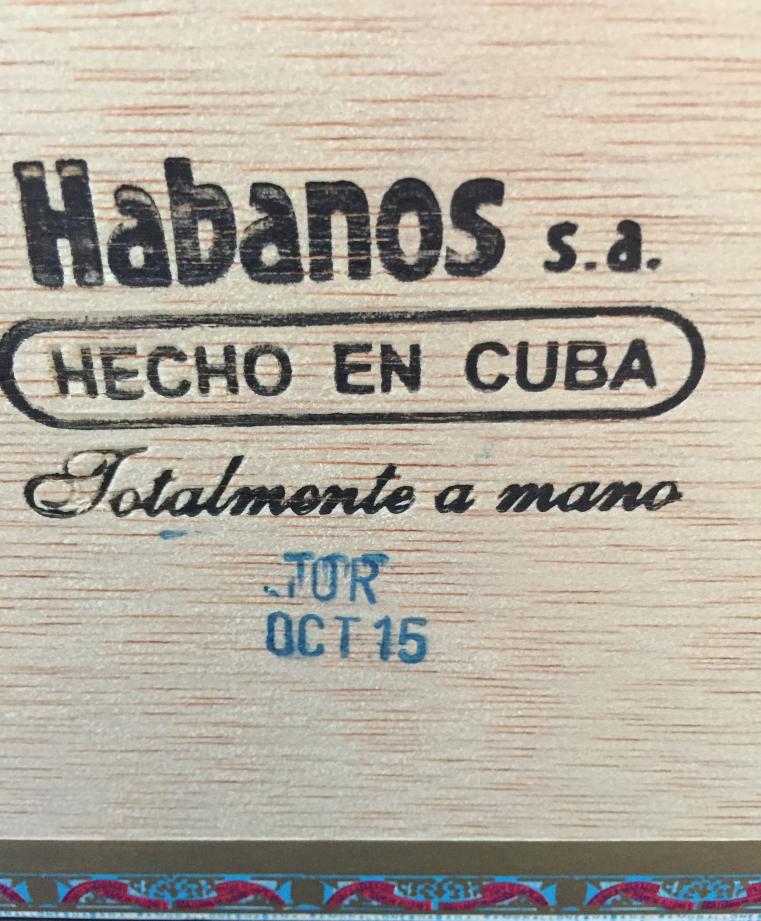 Habanos s.a.
HECHO EN CUBA
Totalmente a mano
TOR
OCT 15